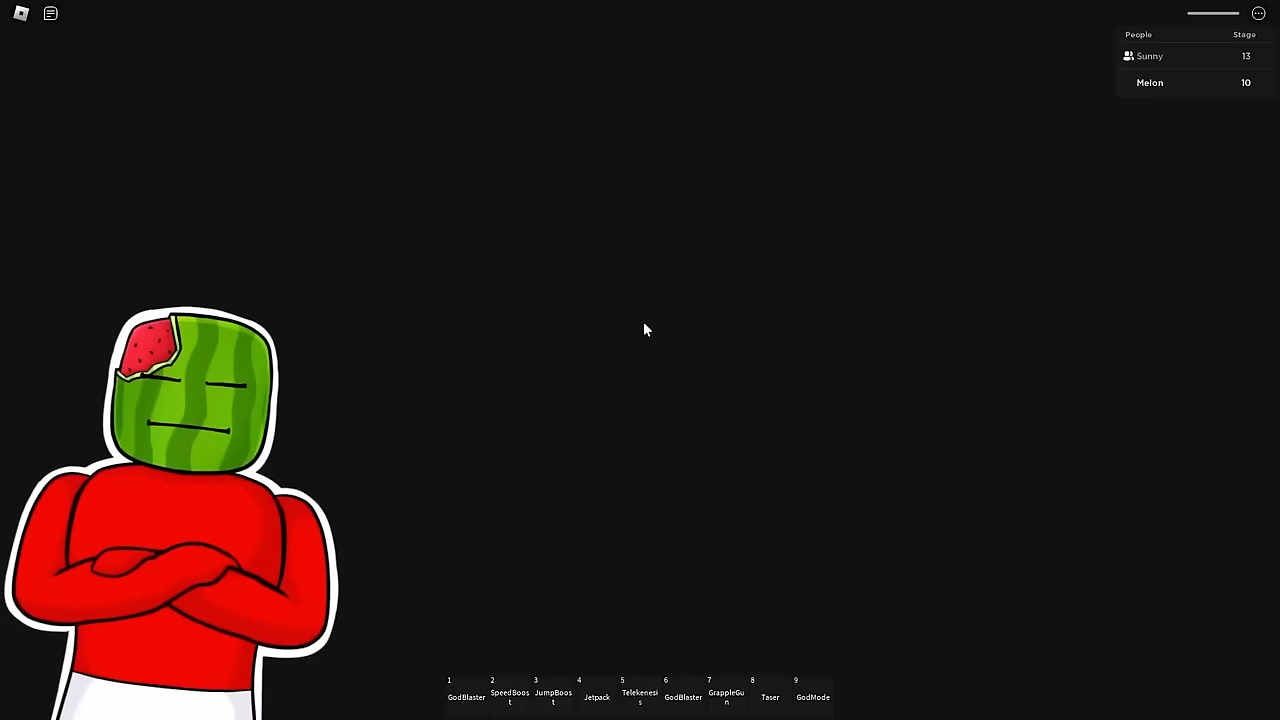 People Stage
Sunny 13
Melon 10
1 2 3 4 5 6 7 8 9
GodBlaster SpeedBoos JumpBoos Jetpack Telekenesi GodBlaster GrappleGu Taser GodMode
t t s n